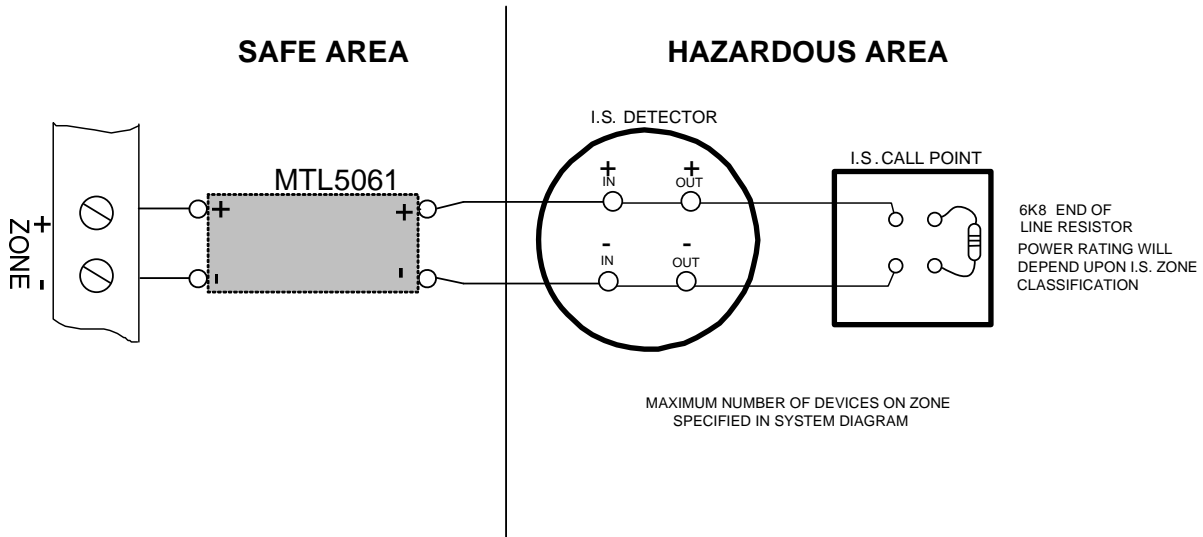 SAFE AREA
HAZARDOUS AREA
I.S. DETECTOR
I.S. CALL POINT
MTL5061
+ +
IN OUT
- -
IN OUT
+
ZONE
-
+ +
- -
6K8 END OF
LINE RESISTOR
POWER RATING WILL
DEPEND UPON I.S. ZONE
CLASSIFICATION
MAXIMUM NUMBER OF DEVICES ON ZONE
SPECIFIED IN SYSTEM DIAGRAM